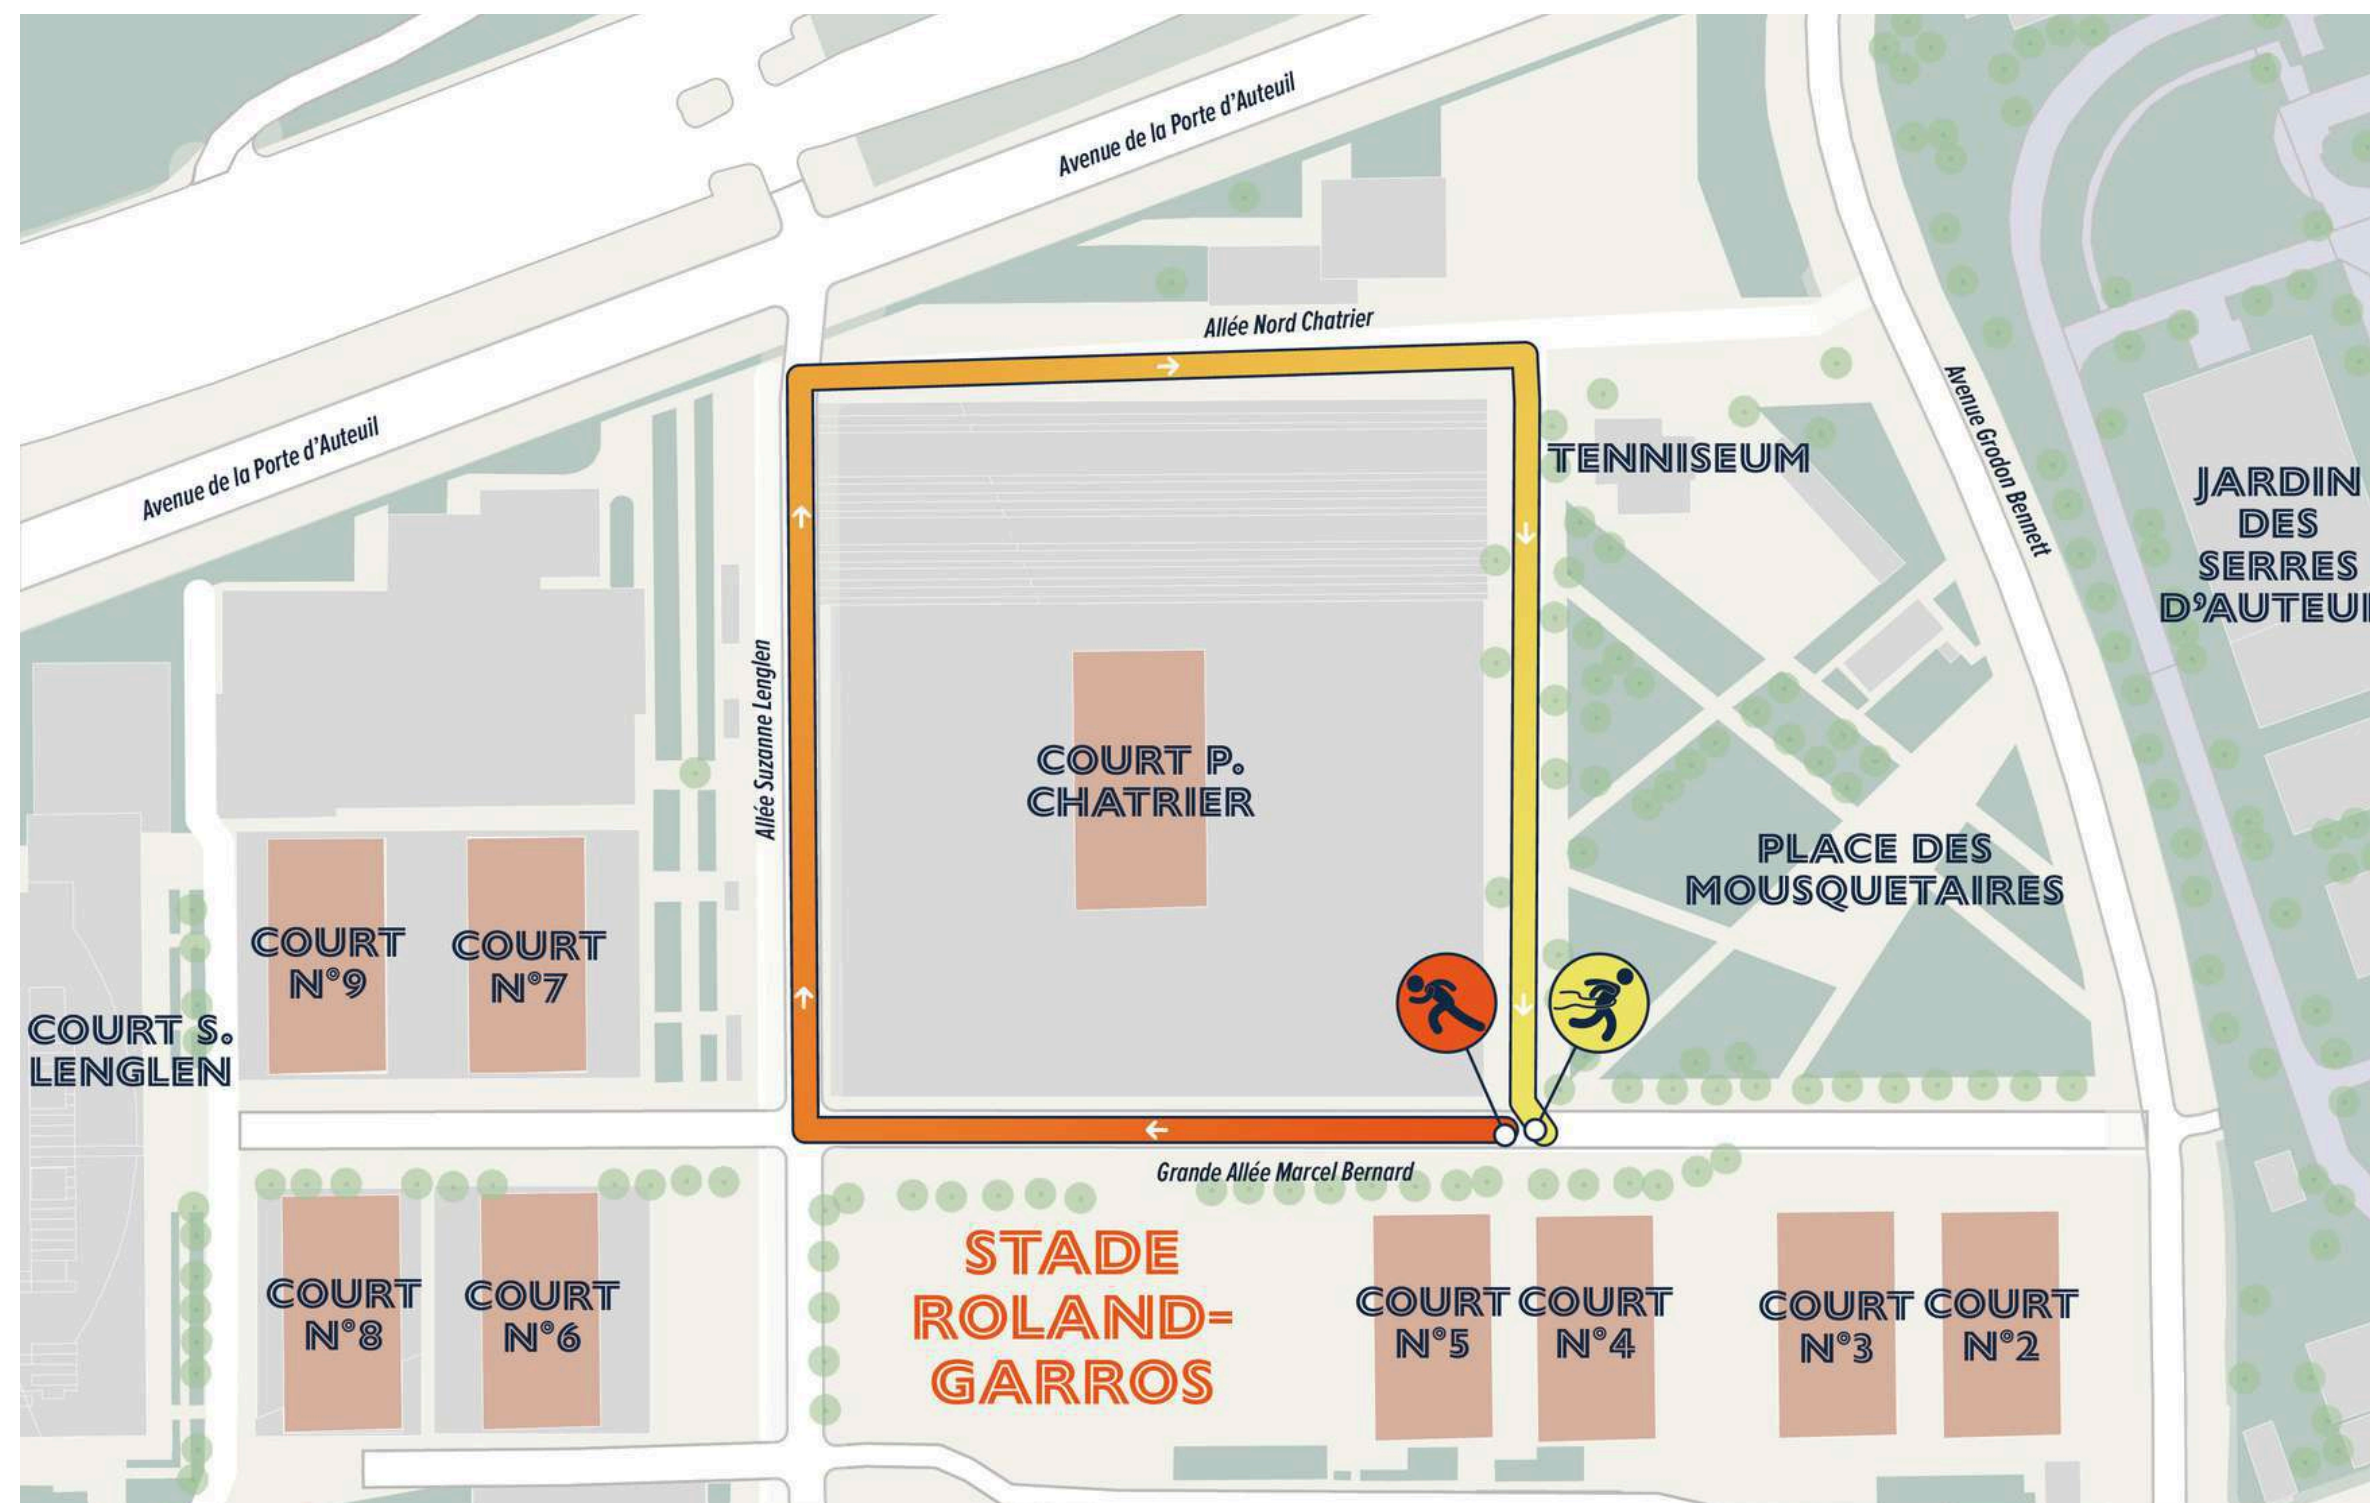 Avenue de la Porte d'Auteuil
Allée Nord Chatrier
Avenue de la Porte d'Auteuil
Avenue Grodon Bennett
TENNISEUM
JARDIN
DES
SERRES
D'AUTEUI
Allée Suzanne Lenglen
COURT P.
CHATRIER
PLACE DES
MOUSQUETAIRES
COURT
N°9
COURT
N°7
COURT S.
LENGLEN
Grande Allée Marcel Bernard
STADE
ROLAND-
GARROS
COURT
N°8
COURT
N°6
COURT
N°5
COURT
N°4
COURT
N°3
COURT
N°2